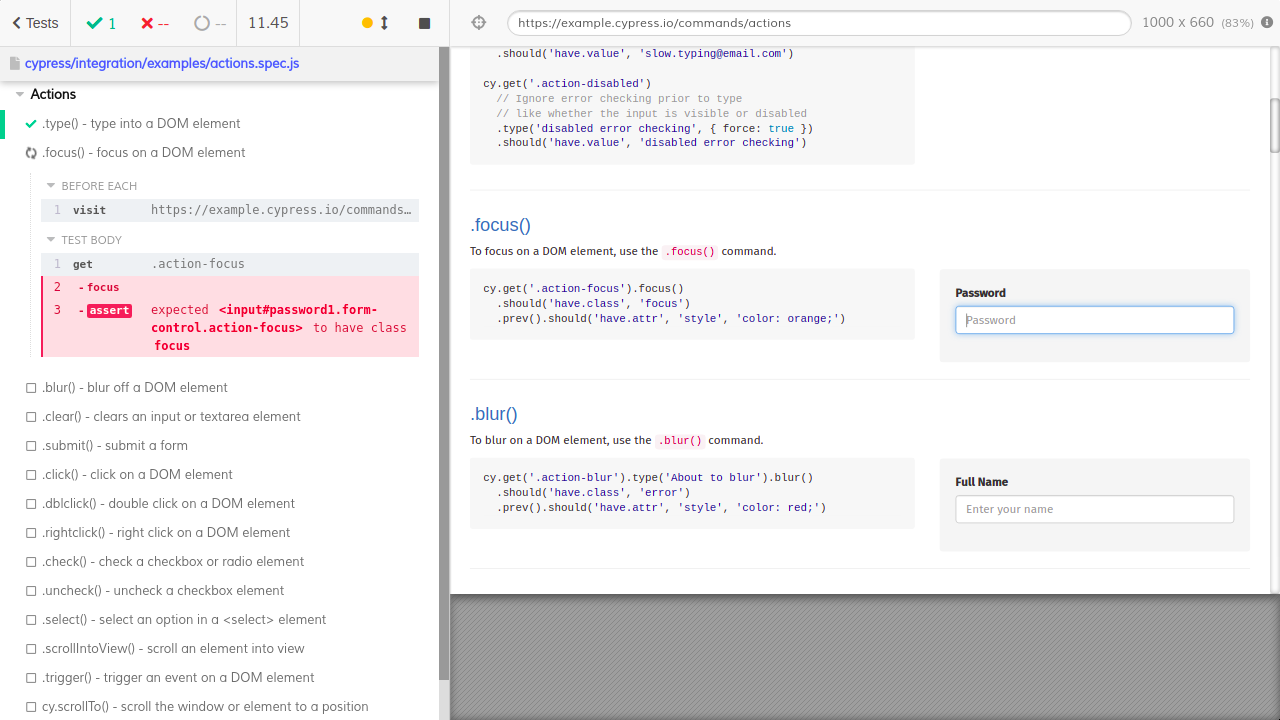 Tests
1
--
--
11.45
cypress/integration/examples/actions.spec.js
Actions
.type() - type into a DOM element
.focus() - focus on a DOM element
BEFORE EACH
1 visit https://example.cypress.io/commands…
TEST BODY
1 get .action-focus
2 - focus
3 - assert expected <input#password1.form-
control.action-focus> to have class
focus
.blur() - blur off a DOM element
.clear() - clears an input or textarea element
.submit() - submit a form
.click() - click on a DOM element
.dblclick() - double click on a DOM element
.rightclick() - right click on a DOM element
.check() - check a checkbox or radio element
.uncheck() - uncheck a checkbox element
.select() - select an option in a <select> element
.scrollIntoView() - scroll an element into view
.trigger() - trigger an event on a DOM element
cy.scrollTo() - scroll the window or element to a position
https://example.cypress.io/commands/actions
1000 x 660 (83%)
.should('have.value', 'slow.typing@email.com')
cy.get('.action-disabled')
// Ignore error checking prior to type
// like whether the input is visible or disabled
.type('disabled error checking', { force: true })
.should('have.value', 'disabled error checking')
.focus()
To focus on a DOM element, use the .focus() command.
cy.get('.action-focus').focus()
.should('have.class', 'focus')
.prev().should('have.attr', 'style', 'color: orange;')
Password
Password
.blur()
To blur on a DOM element, use the .blur() command.
cy.get('.action-blur').type('About to blur').blur()
.should('have.class', 'error')
.prev().should('have.attr', 'style', 'color: red;')
Full Name
Enter your name